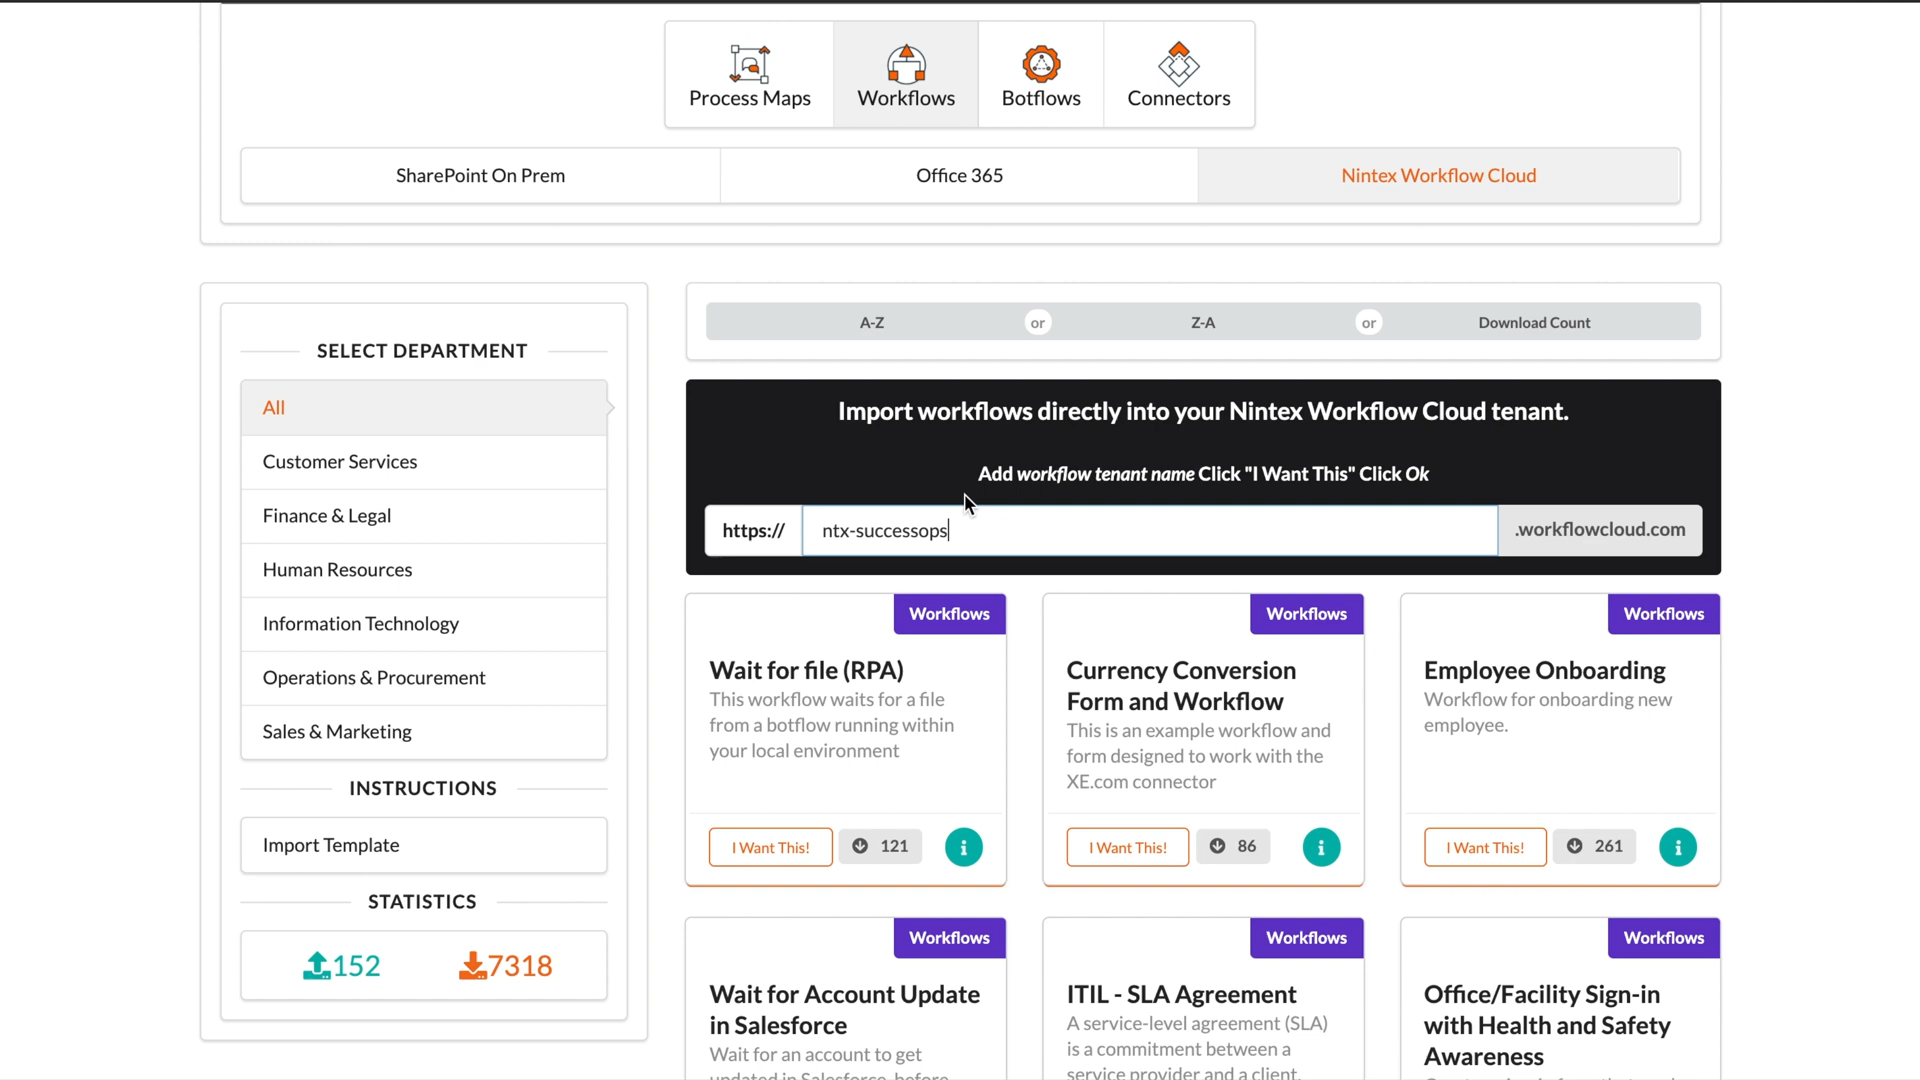 Process Maps
Workflows
Botflows
Connectors
SharePoint On Prem
Office 365
Nintex Workflow Cloud
SELECT DEPARTMENT
All
Customer Services
Finance & Legal
Human Resources
Information Technology
Operations & Procurement
Sales & Marketing
INSTRUCTIONS
Import Template
STATISTICS
152
7318
A-Z
or
Z-A
or
Download Count
Import workflows directly into your Nintex Workflow Cloud tenant.
Add workflow tenant name Click "I Want This" Click Ok
https://
ntx-successops
.workflowcloud.com
Workflows
Wait for file (RPA)
This workflow waits for a file
from a botflow running within
your local environment
I Want This!
121
Workflows
Currency Conversion
Form and Workflow
This is an example workflow and
form designed to work with the
XE.com connector
I Want This!
86
Workflows
Employee Onboarding
Workflow for onboarding new
employee.
I Want This!
261
Workflows
Wait for Account Update
in Salesforce
Wait for an account to get
updated in Salesforce, before
Workflows
ITIL - SLA Agreement
A service-level agreement (SLA)
is a commitment between a
service provider and a client.
Workflows
Office/Facility Sign-in
with Health and Safety
Awareness